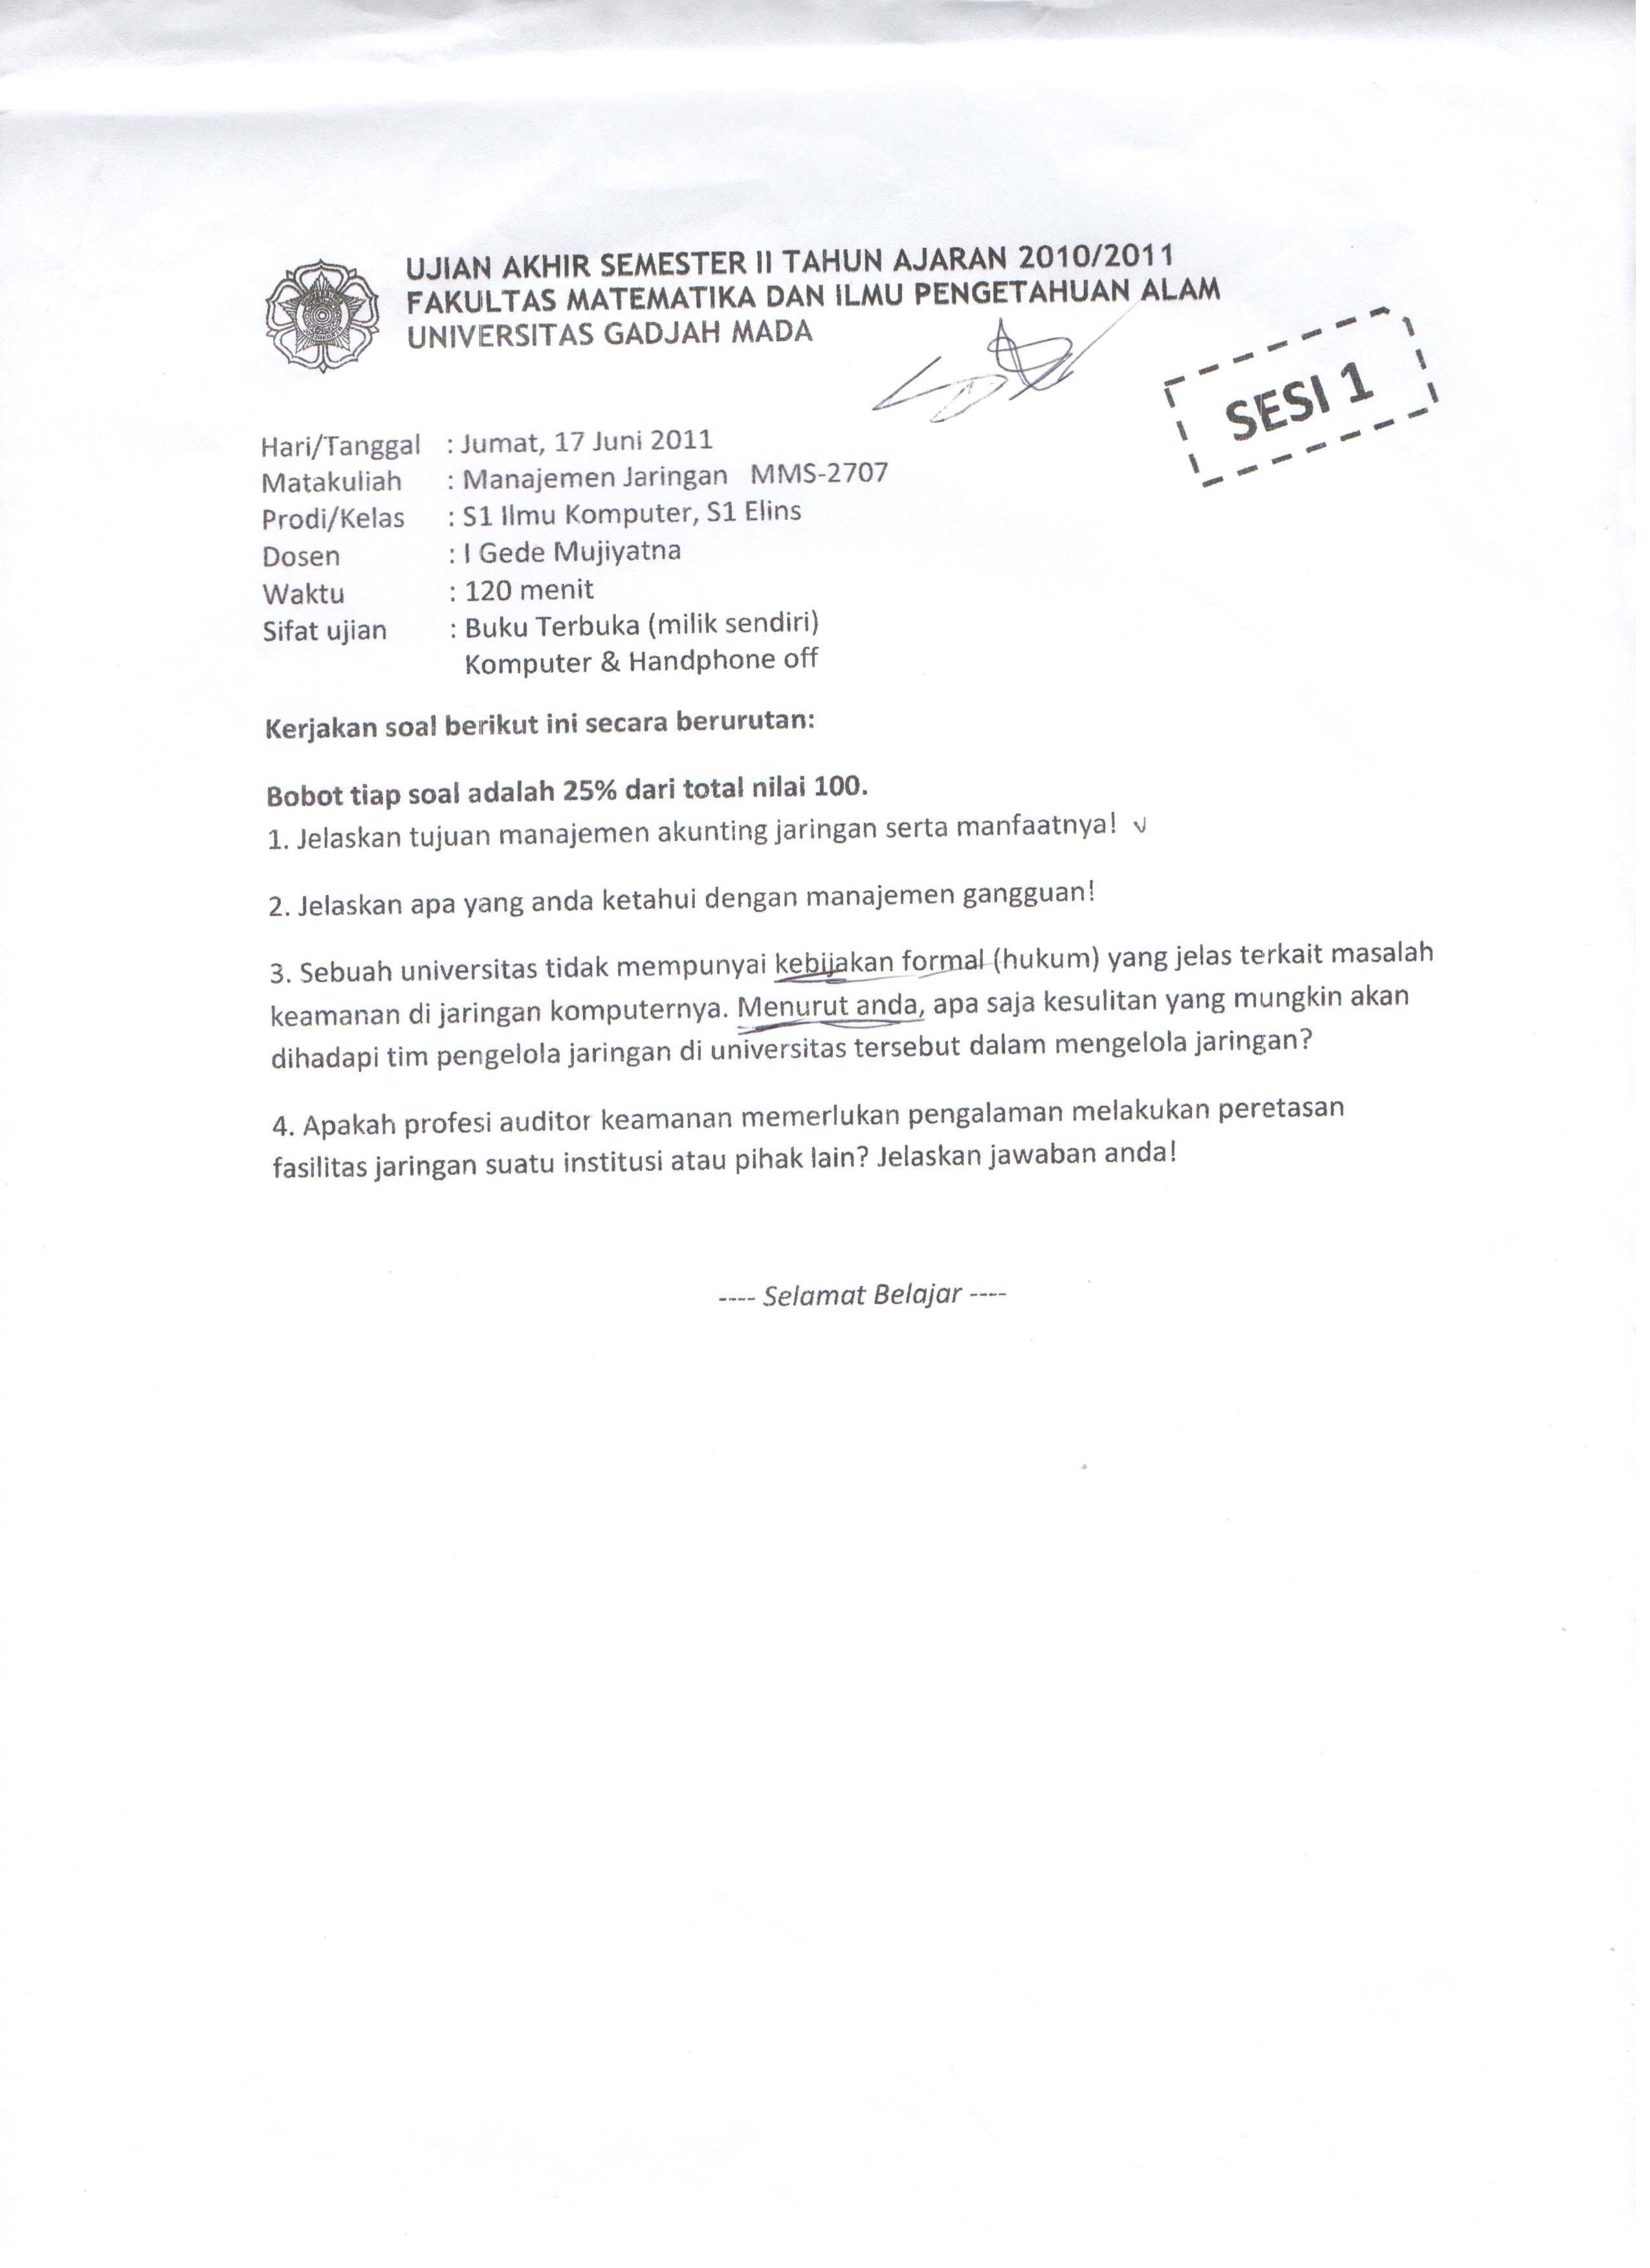 UJIAN AKHIR SEMESTER II TAHUN AJARAN 2010/2011
FAKULTAS MATEMATIKA DAN ILMU PENGETAHUAN ALAM
UNIVERSITAS GADJAH MADA
SESI 1
Hari/Tanggal : Jumat, 17 Juni 2011
Matakuliah : Manajemen Jaringan MMS-2707
Prodi/Kelas : S1 Ilmu Komputer, S1 Elins
Dosen : I Gede Mujiyatna
Waktu : 120 menit
Sifat ujian : Buku Terbuka (milik sendiri)
Komputer & Handphone off
Kerjakan soal berikut ini secara berurutan:
Bobot tiap soal adalah 25% dari total nilai 100.
1. Jelaskan tujuan manajemen akunting jaringan serta manfaatnya! v
2. Jelaskan apa yang anda ketahui dengan manajemen gangguan!
3. Sebuah universitas tidak mempunyai kebijakan formal (hukum) yang jelas terkait masalah
keamanan di jaringan komputernya. Menurut anda, apa saja kesulitan yang mungkin akan
dihadapi tim pengelola jaringan di universitas tersebut dalam mengelola jaringan?
4. Apakah profesi auditor keamanan memerlukan pengalaman melakukan peretasan
fasilitas jaringan suatu institusi atau pihak lain? Jelaskan jawaban anda!
---- Selamat Belajar ----